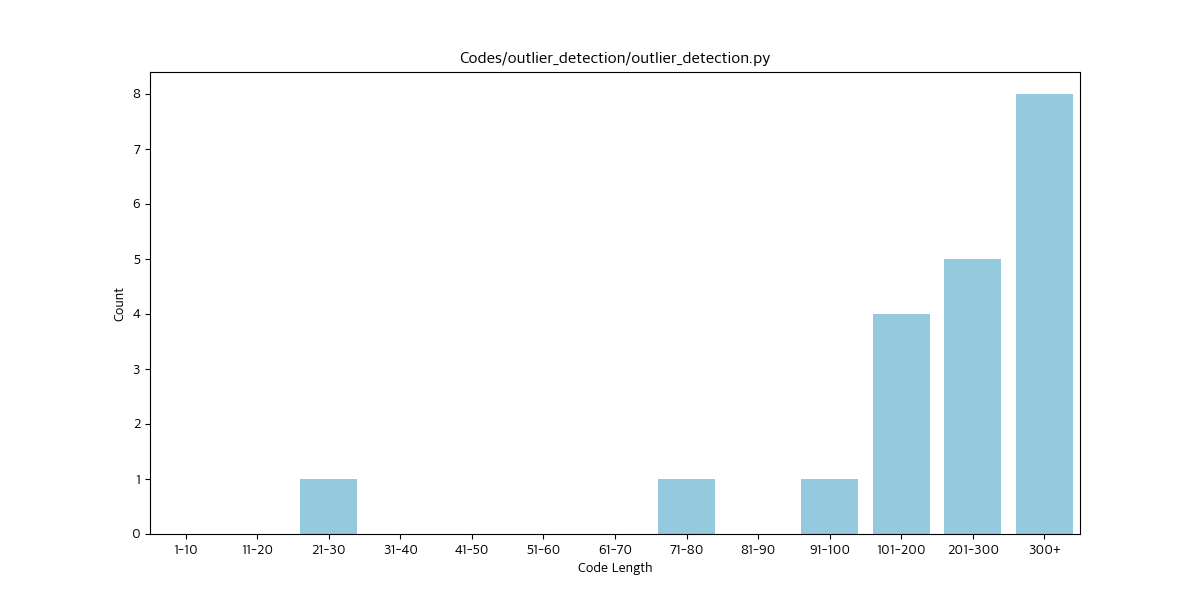 Codes/outlier_detection/outlier_detection.py
8
7
6
5
4
3
2
1
0
Count
1-10 11-20 21-30 31-40 41-50 51-60 61-70 71-80 81-90 91-100 101-200 201-300 300+
Code Length